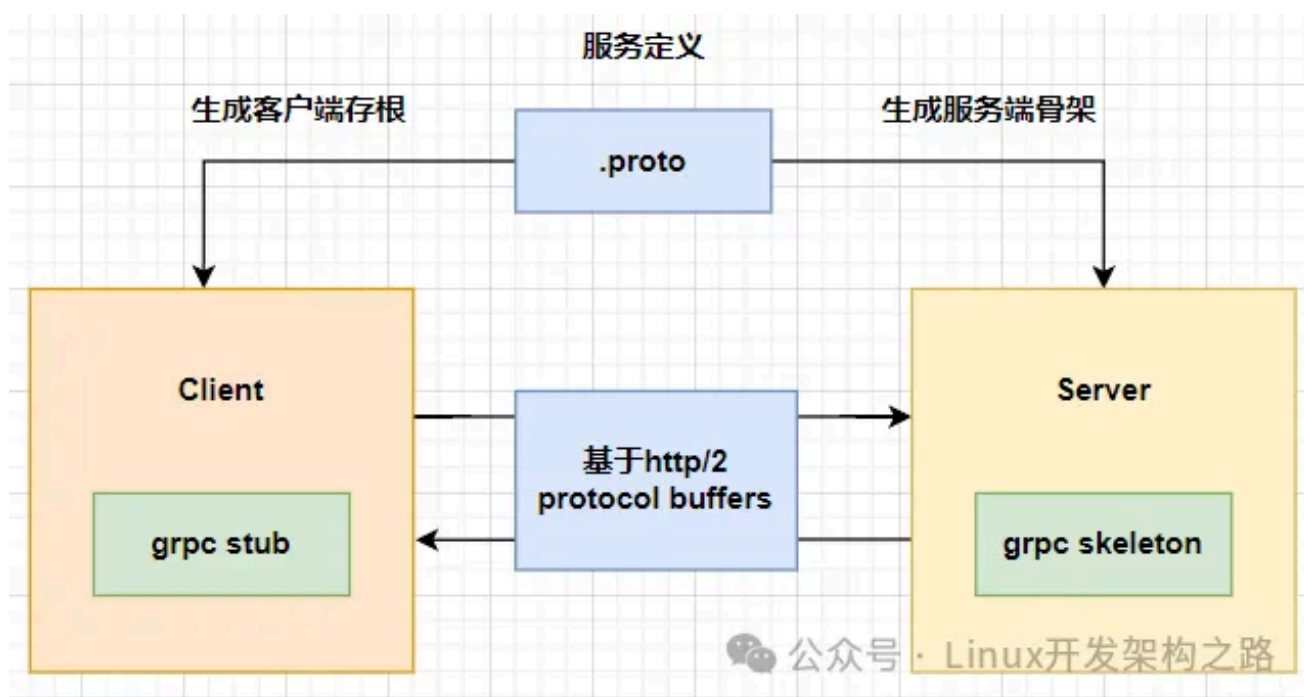 服务定义
生成客户端存根
生成服务端骨架
.proto
Client
Server
基于http/2
protocol buffers
grpc stub
grpc skeleton
公众号 · Linux开发架构之路